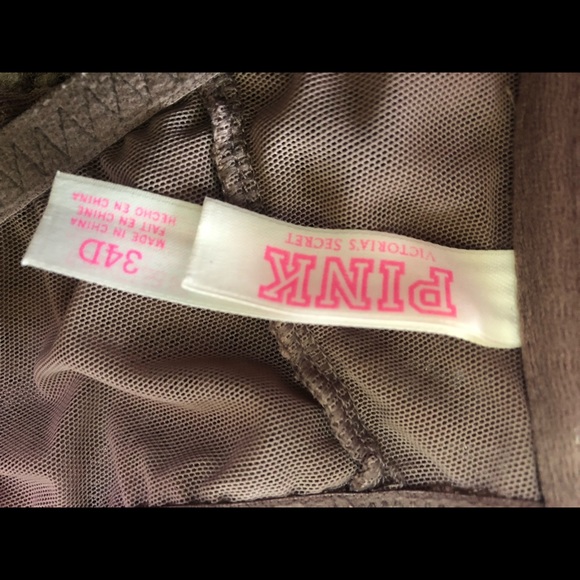 VICTORIA'S SECRET
PINK
34D
MADE IN CHINA
FAIT EN CHINE
HECHO EN CHINA